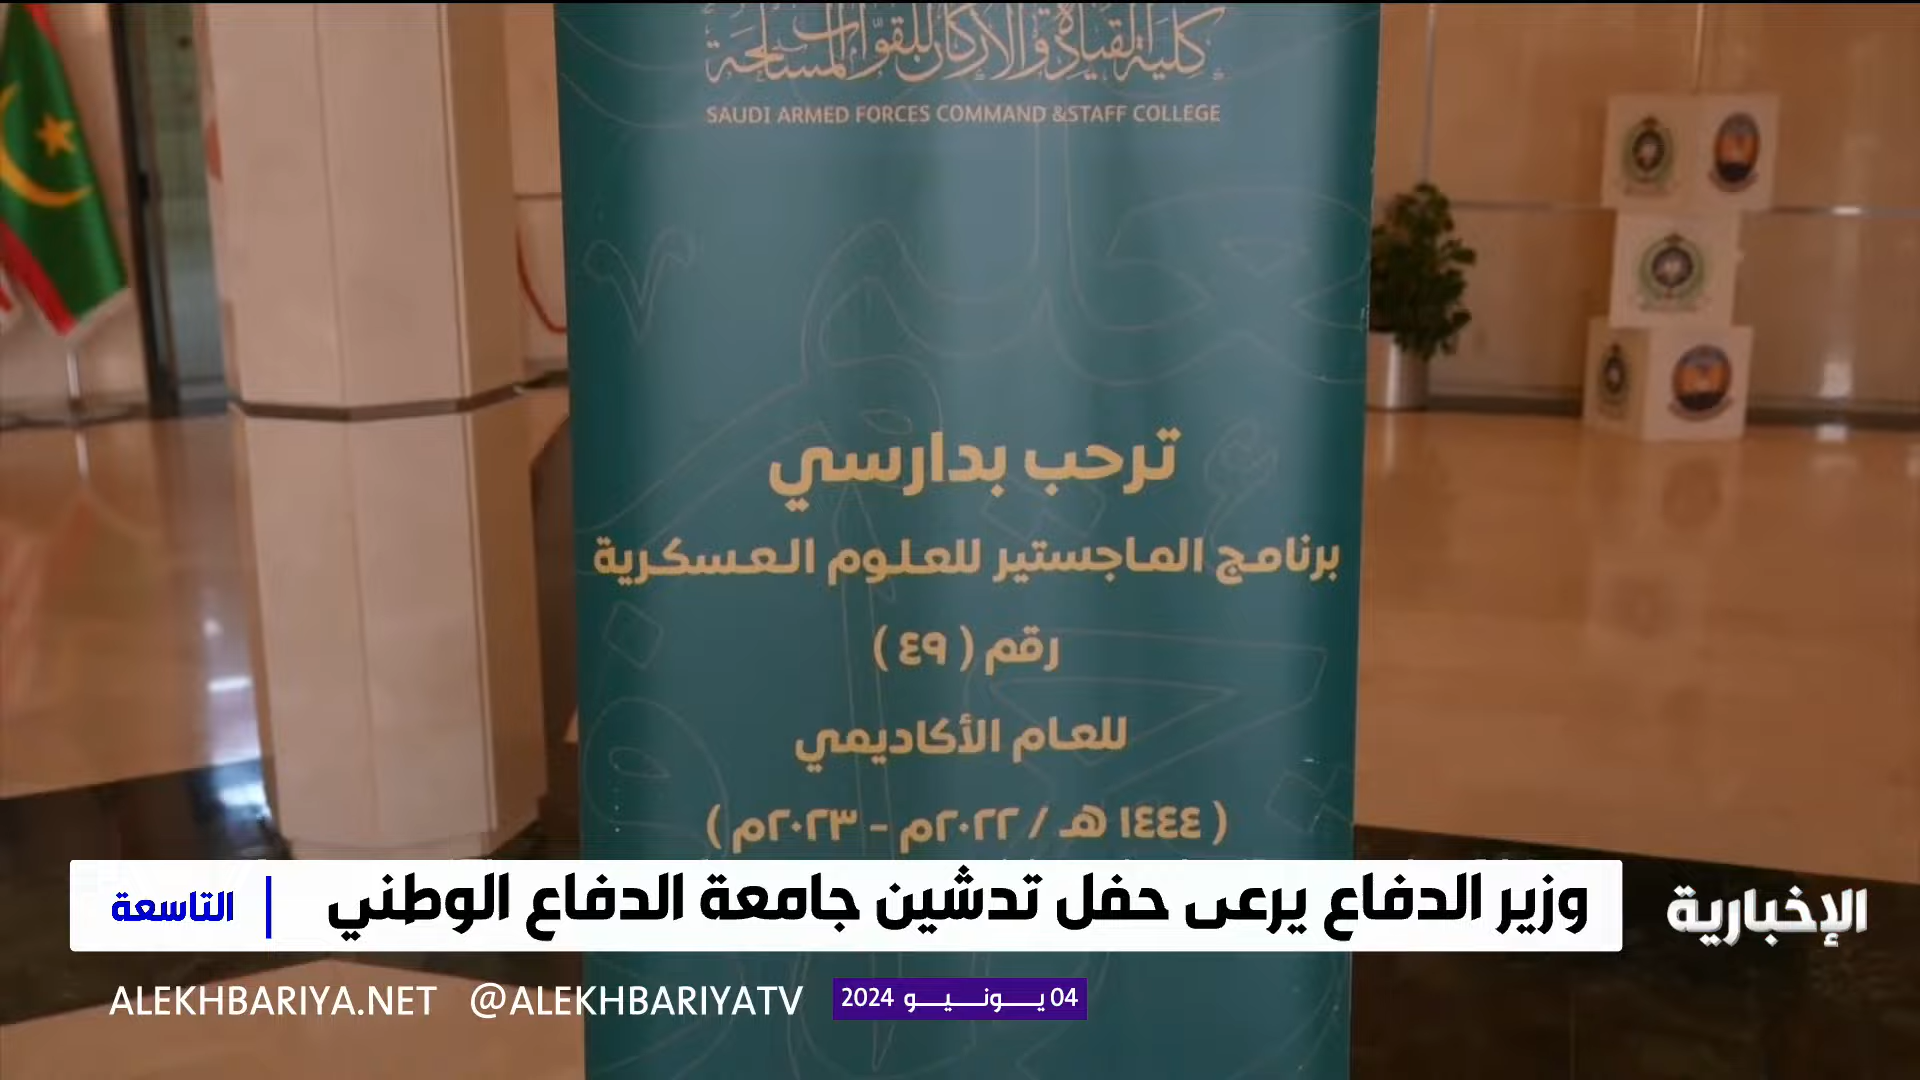 كلية القيادة والأركان للقوات المسلحة
SAUDI ARMED FORCES COMMAND &STAFF COLLEGE
ترحب بدارسي
برنامج الماجستير للعلوم العسكرية
رقم ( ٤٩ )
للعام الأكاديمي
( ١٤٤٤ هـ / ٢٠٢٢م - ٢٠٢٣م )
الإخبارية
وزير الدفاع يرعى حفل تدشين جامعة الدفاع الوطني | التاسعة
ALEKHBARIYA.NET @ALEKHBARIYATV 04 يـــونـــيـــو 2024